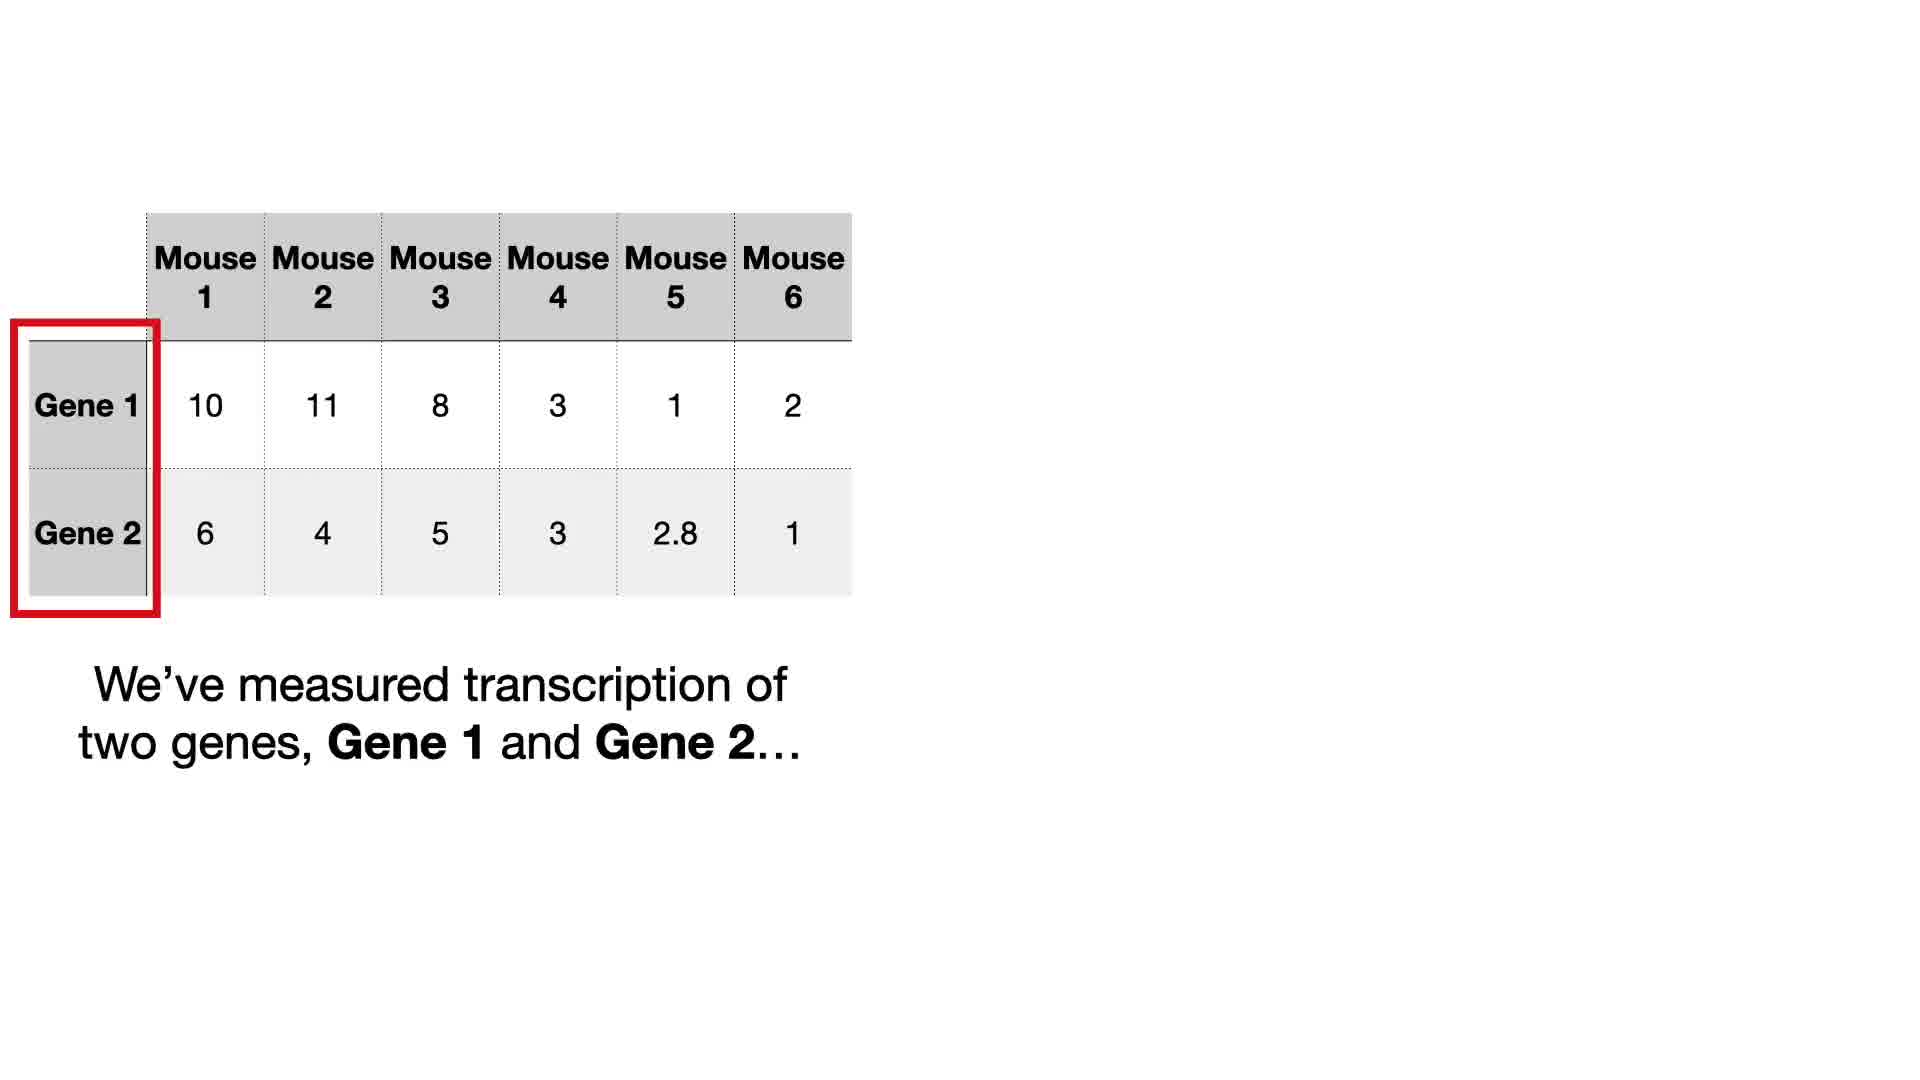 Mouse 1 Mouse 2 Mouse 3 Mouse 4 Mouse 5 Mouse 6
Gene 1 10 11 8 3 1 2
Gene 2 6 4 5 3 2.8 1
We’ve measured transcription of
two genes, Gene 1 and Gene 2…